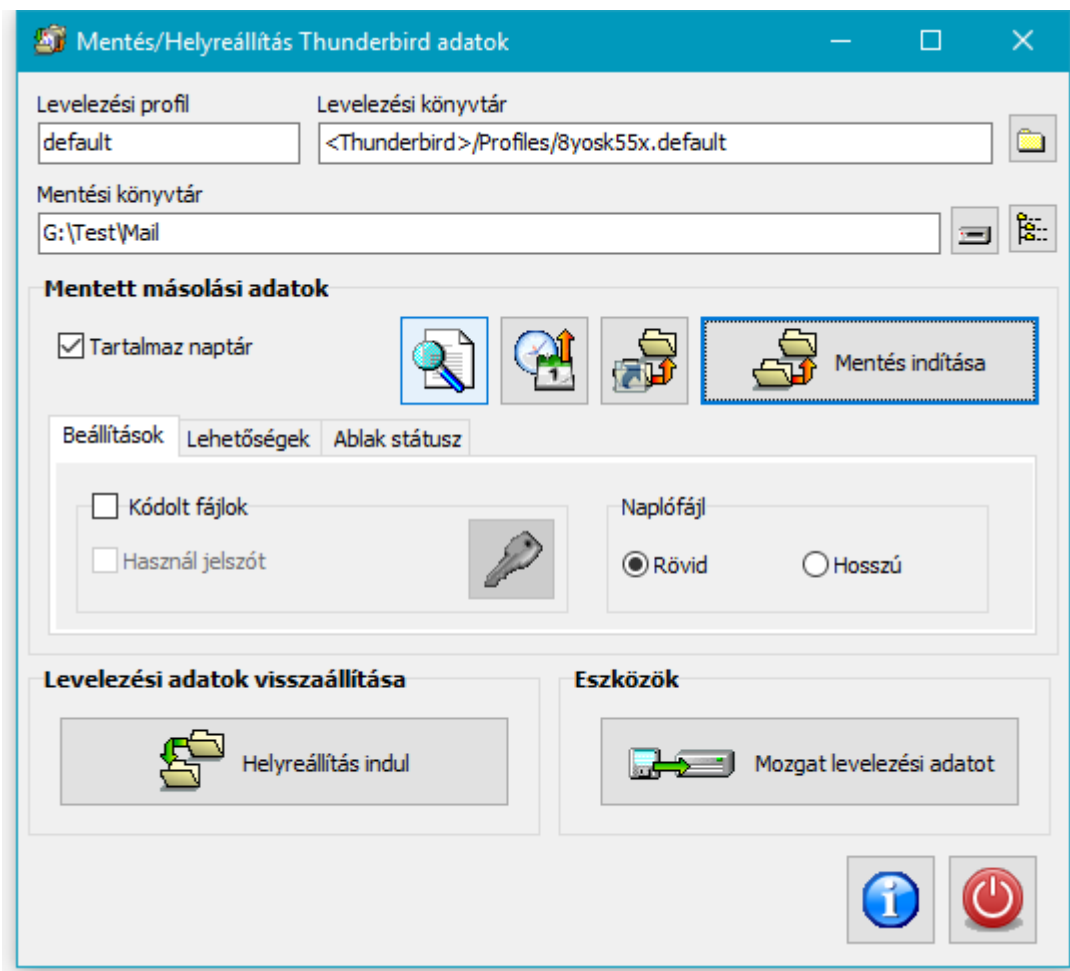 Mentés/Helyreállítás Thunderbird adatok
Levelezési profil
Levelezési könyvtár
default
<Thunderbird>/Profiles/8yosk55x.default
Mentési könyvtár
G:\Test\Mail
Mentett másolási adatok
Tartalmaz naptár
1
Mentés indítása
Beállítások
Lehetőségek
Ablak státusz
Kódolt fájlok
Használ jelszót
Naplófájl
Rövid
Hosszú
Levelezési adatok visszaállítása
Eszközök
Helyreállítás indul
Mozgat levelezési adatot